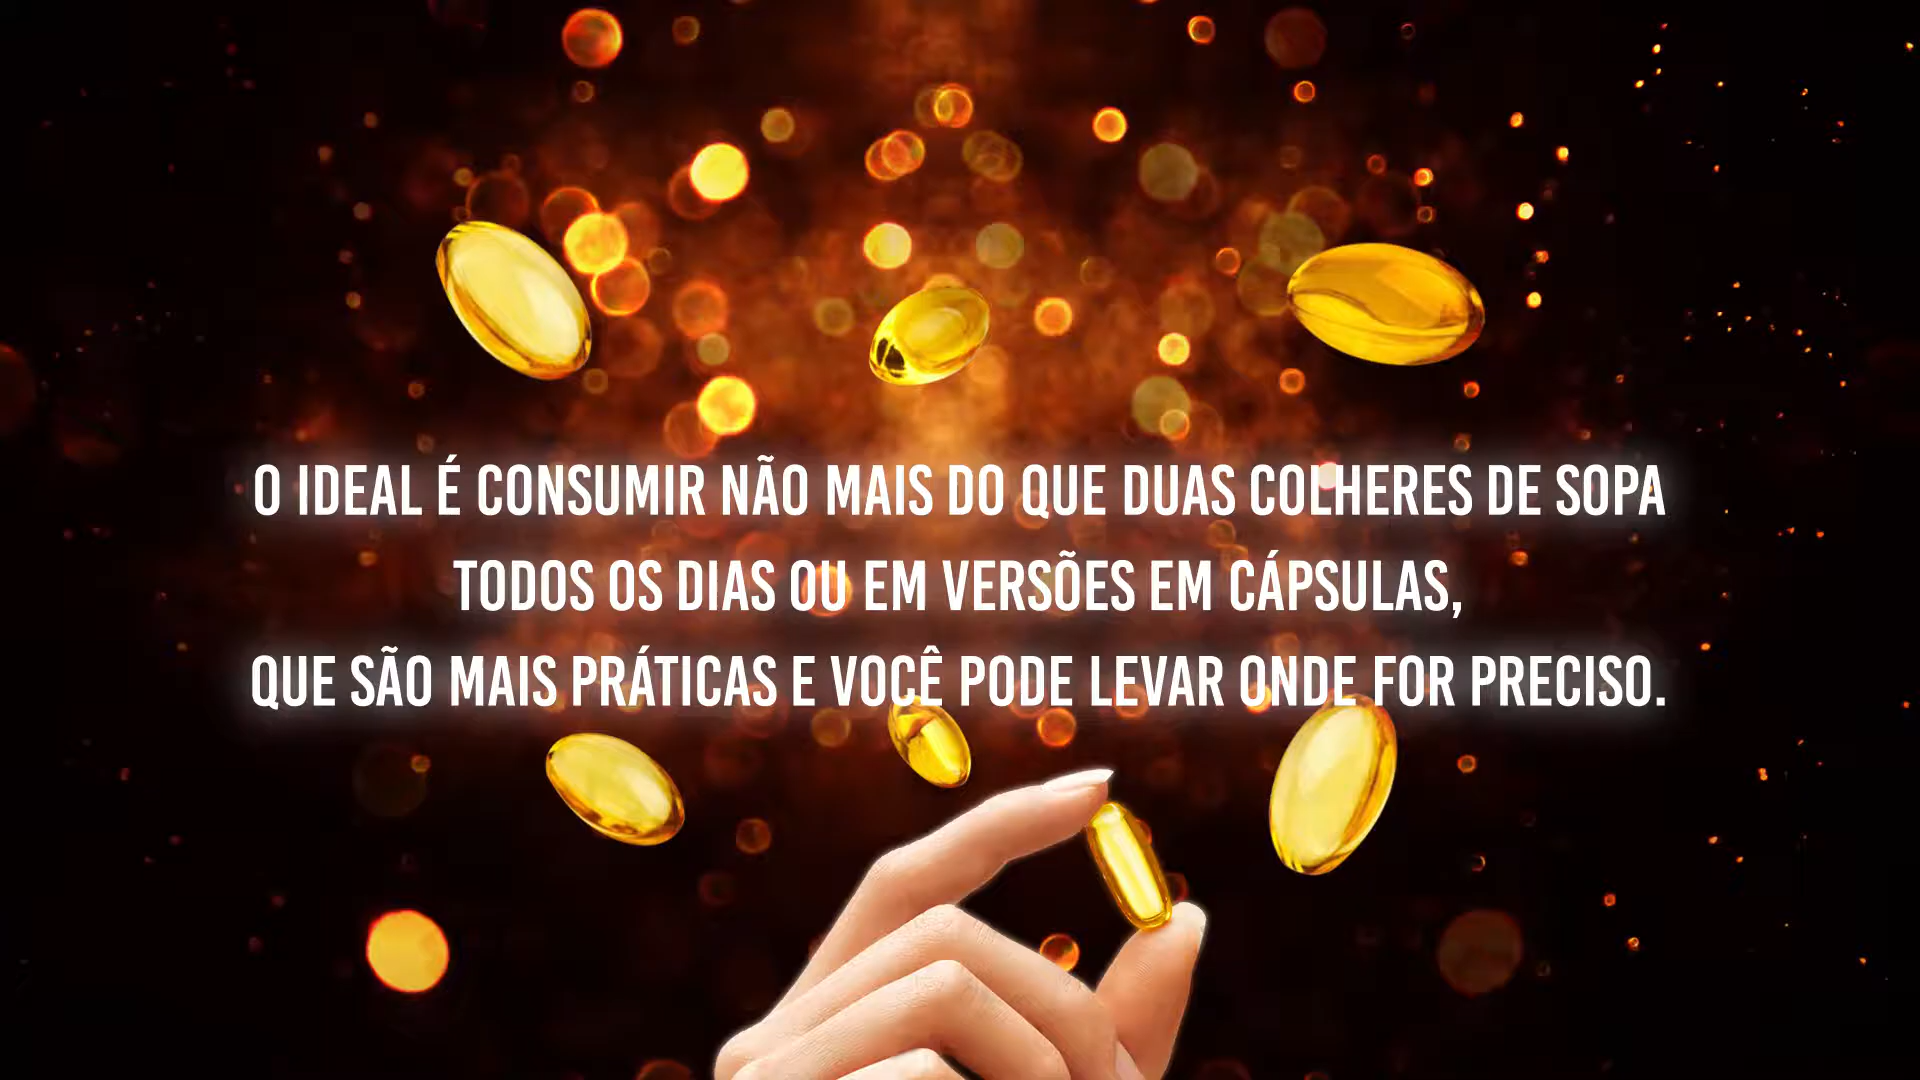 O IDEAL É CONSUMIR NÃO MAIS DO QUE DUAS COLHERES DE SOPA
TODOS OS DIAS OU EM VERSÕES EM CÁPSULAS,
QUE SÃO MAIS PRÁTICAS E VOCÊ PODE LEVAR ONDE FOR PRECISO.